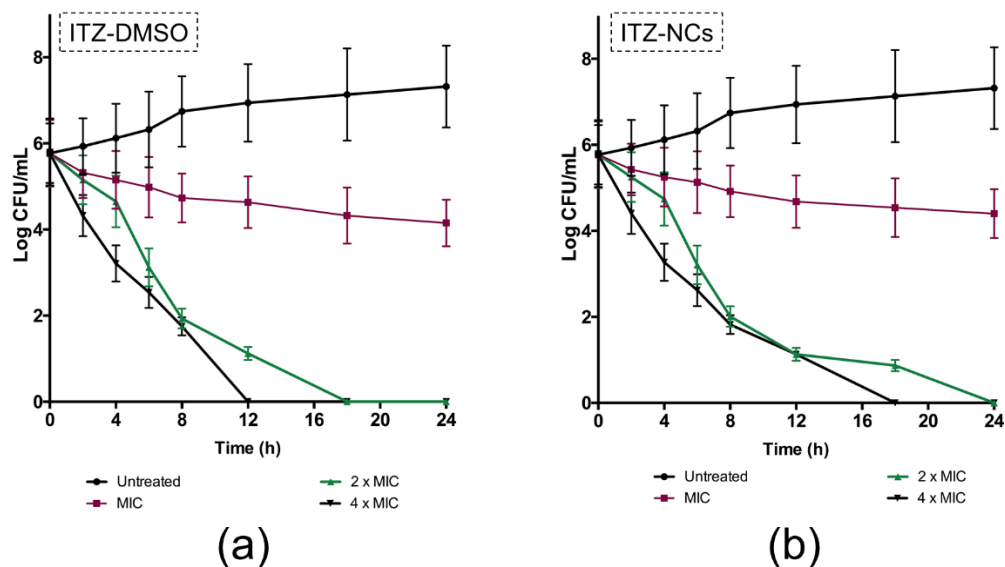 ITZ-DMSO
8
6
4
2
0
Log CFU/mL
0 4 8 12 16 20 24
Time (h)
Untreated
MIC
2 x MIC
4 x MIC
(a)
ITZ-NCs
8
6
4
2
0
Log CFU/mL
0 4 8 12 16 20 24
Time (h)
Untreated
MIC
2 x MIC
4 x MIC
(b)